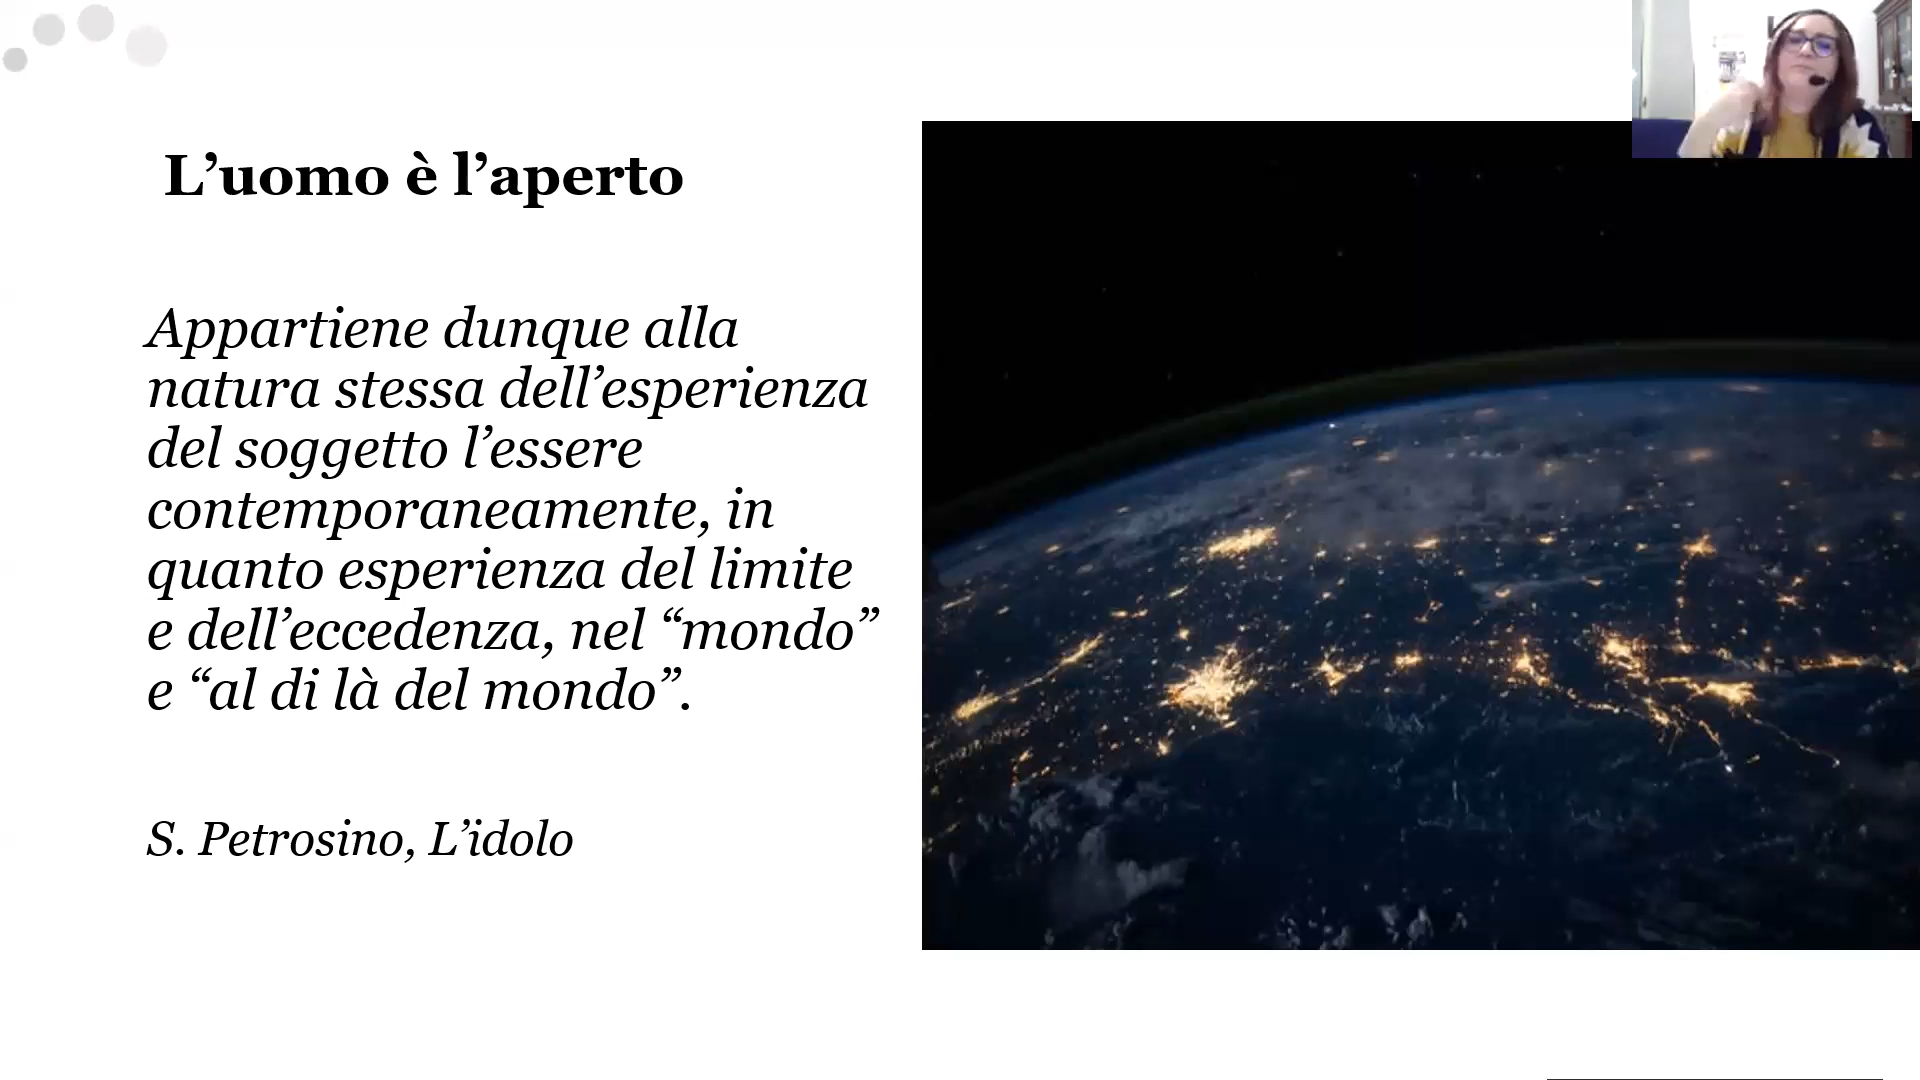 L’uomo è l’aperto
Appartiene dunque alla
natura stessa dell’esperienza
del soggetto l’essere
contemporaneamente, in
quanto esperienza del limite
e dell’eccedenza, nel “mondo”
e “al di là del mondo”.
S. Petrosino, L’idolo